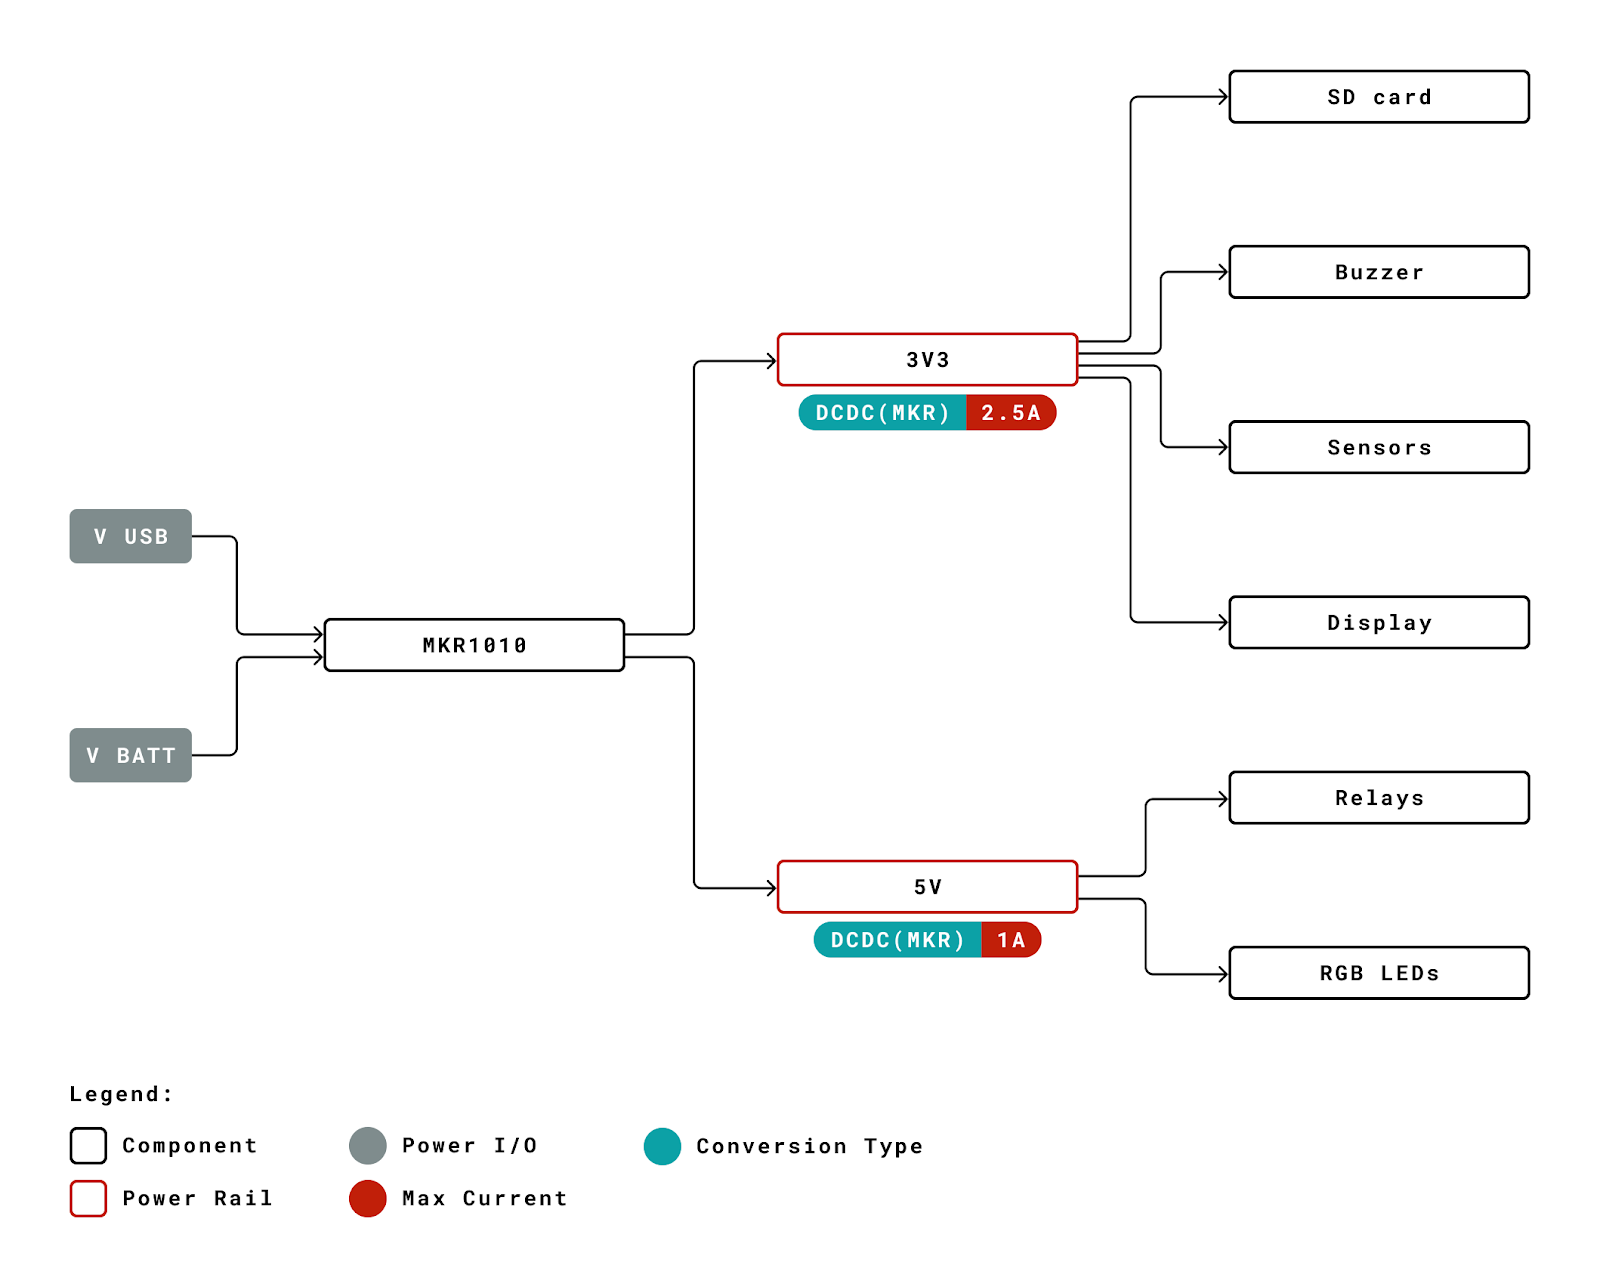 SD card
Buzzer
3V3
DCDC(MKR) 2.5A
Sensors
V USB
Display
MKR1010
V BATT
Relays
5V
DCDC(MKR) 1A
RGB LEDs
Legend:
Component
Power I/O
Conversion Type
Power Rail
Max Current